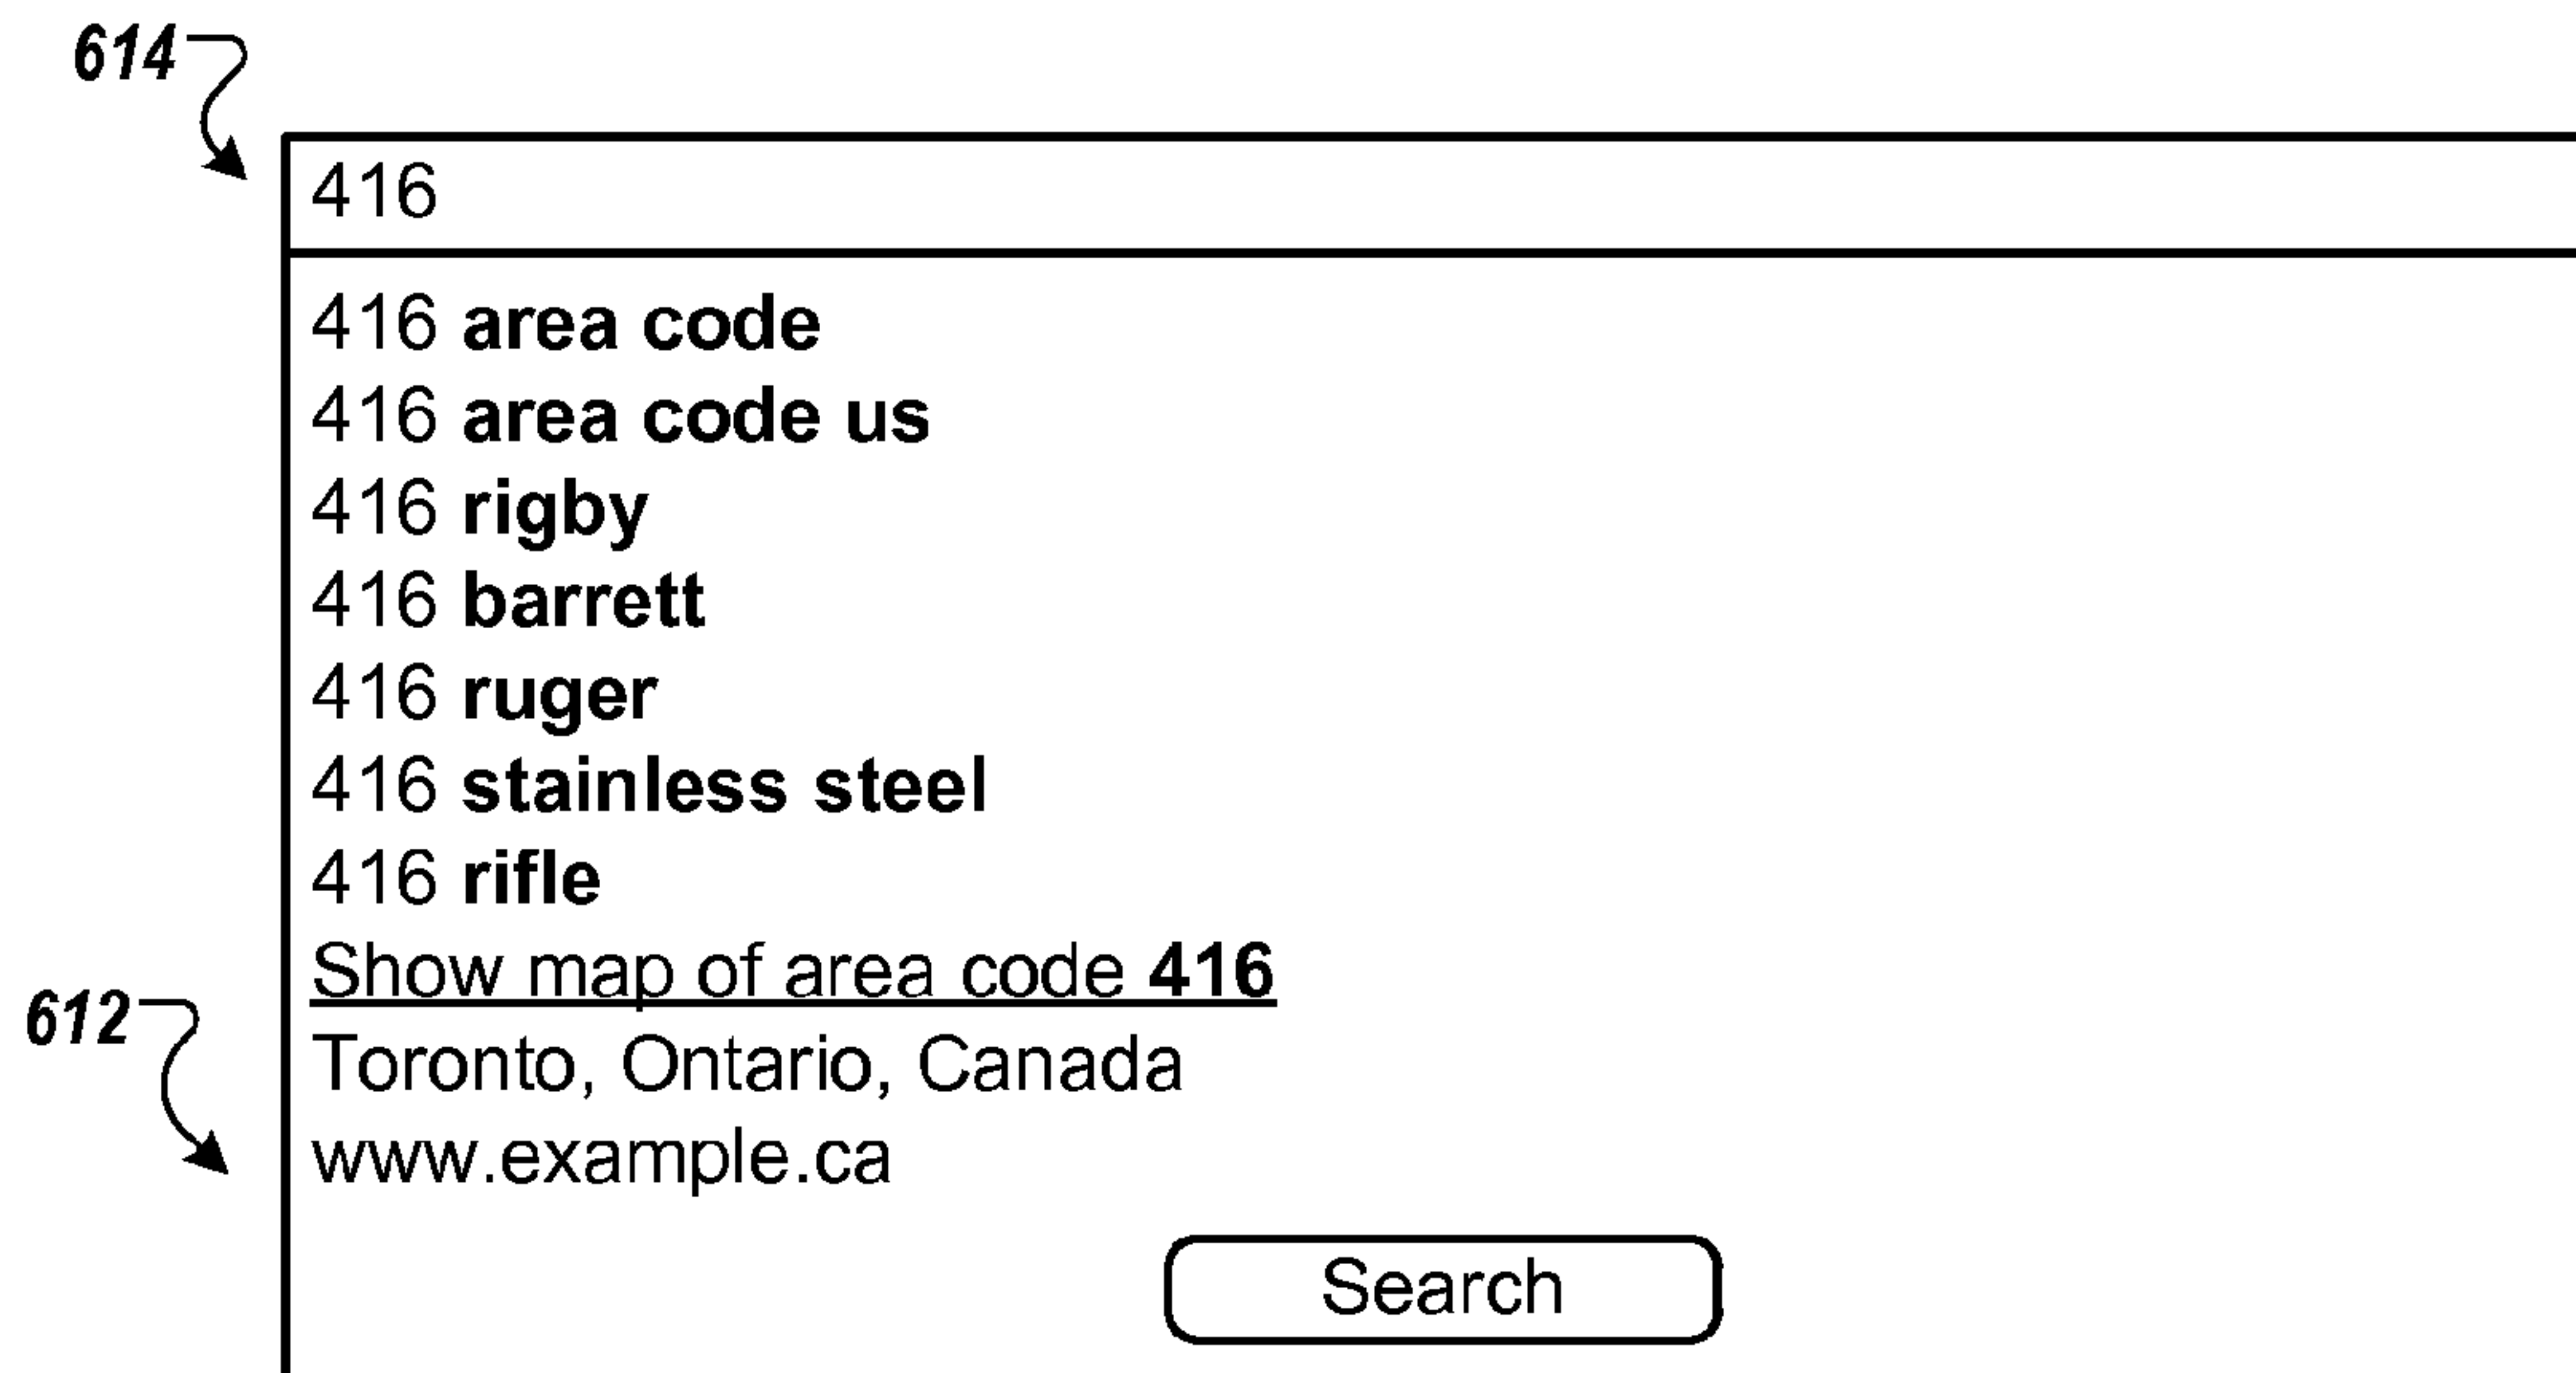 614
416
416 area code
416 area code us
416 rigby
416 barrett
416 ruger
416 stainless steel
416 rifle
Show map of area code 416
612
Toronto, Ontario, Canada
www.example.ca
Search